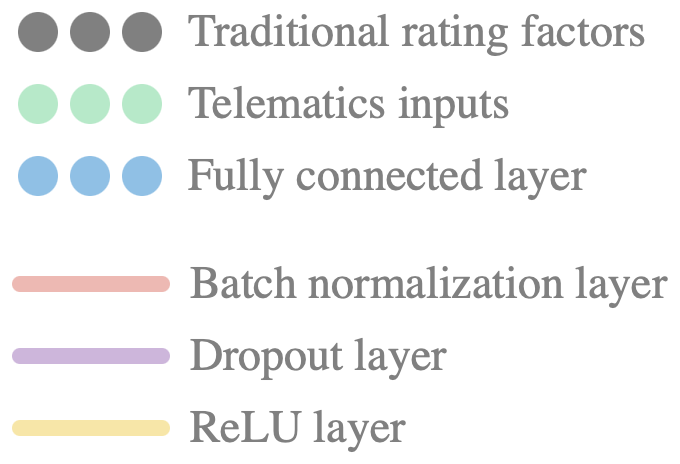 Traditional rating factors
Telematics inputs
Fully connected layer
Batch normalization layer
Dropout layer
ReLU layer